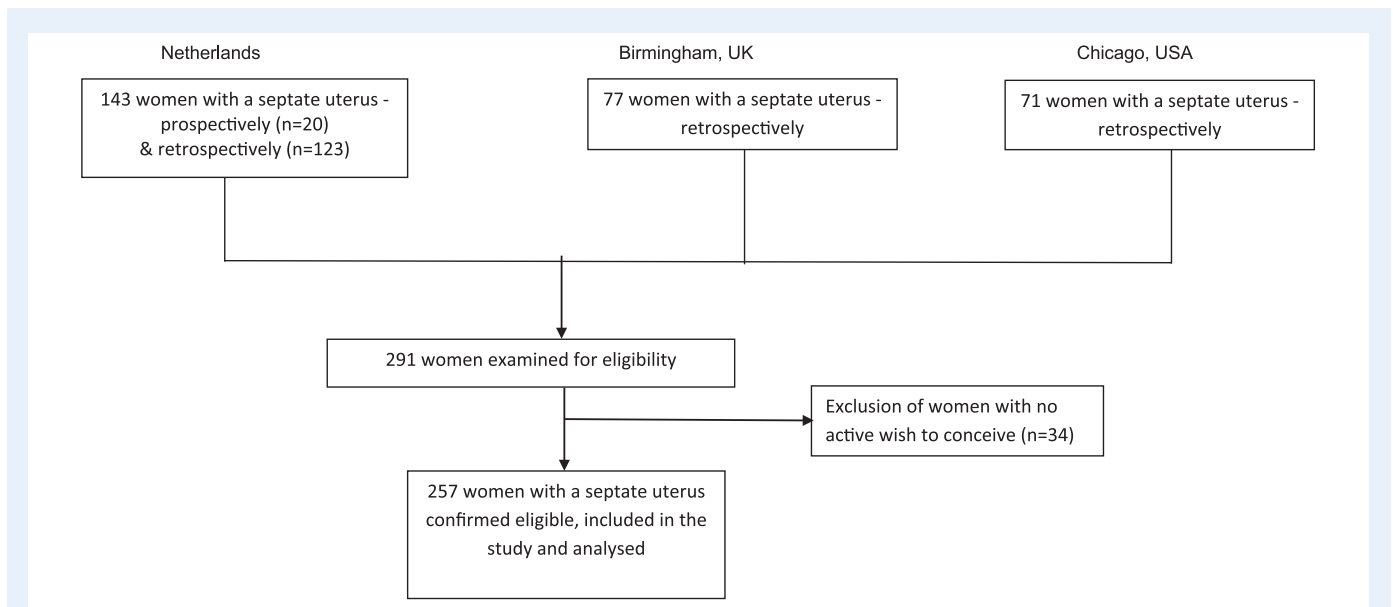 Netherlands
Birmingham, UK
Chicago, USA
143 women with a septate uterus -
prospectively (n=20)
& retrospectively (n=123)
77 women with a septate uterus -
retrospectively
71 women with a septate uterus -
retrospectively
291 women examined for eligibility
Exclusion of women with no
active wish to conceive (n=34)
257 women with a septate uterus
confirmed eligible, included in the
study and analysed